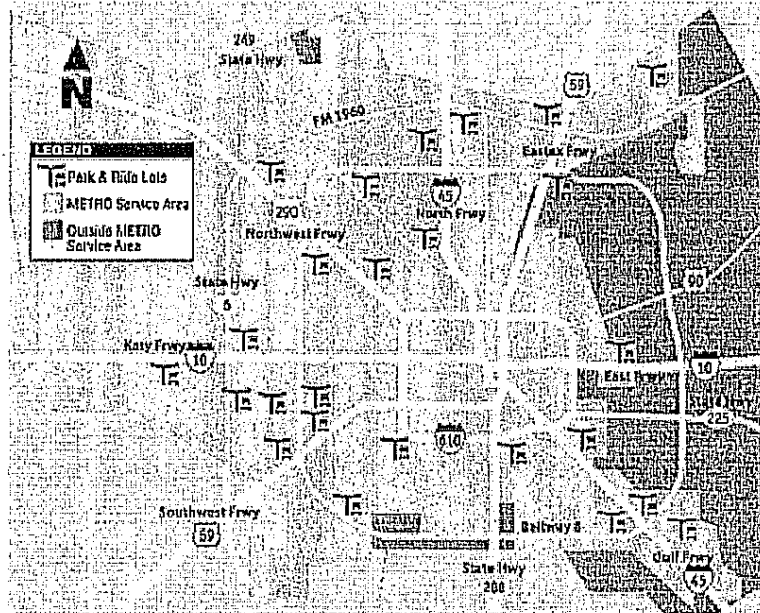 249
State Hwy
59
FM 1960
N
Eastex Frwy
LEGEND
Park & Ride Lots
METRO Service Area
Outside METRO
Service Area
45
North Frwy
290
Northwest Frwy
State Hwy
6
90
Katy Frwy
10
10
East Frwy
State Hwy
225
610
Southwest Frwy
59
Beltway 8
Gulf Frwy
45
State Hwy
288